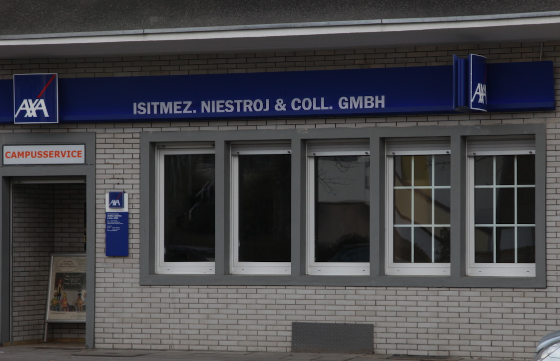 AXA
ISITMEZ. NIESTROJ & COLL. GMBH
AXA
CAMPUSSERVICE
AXA